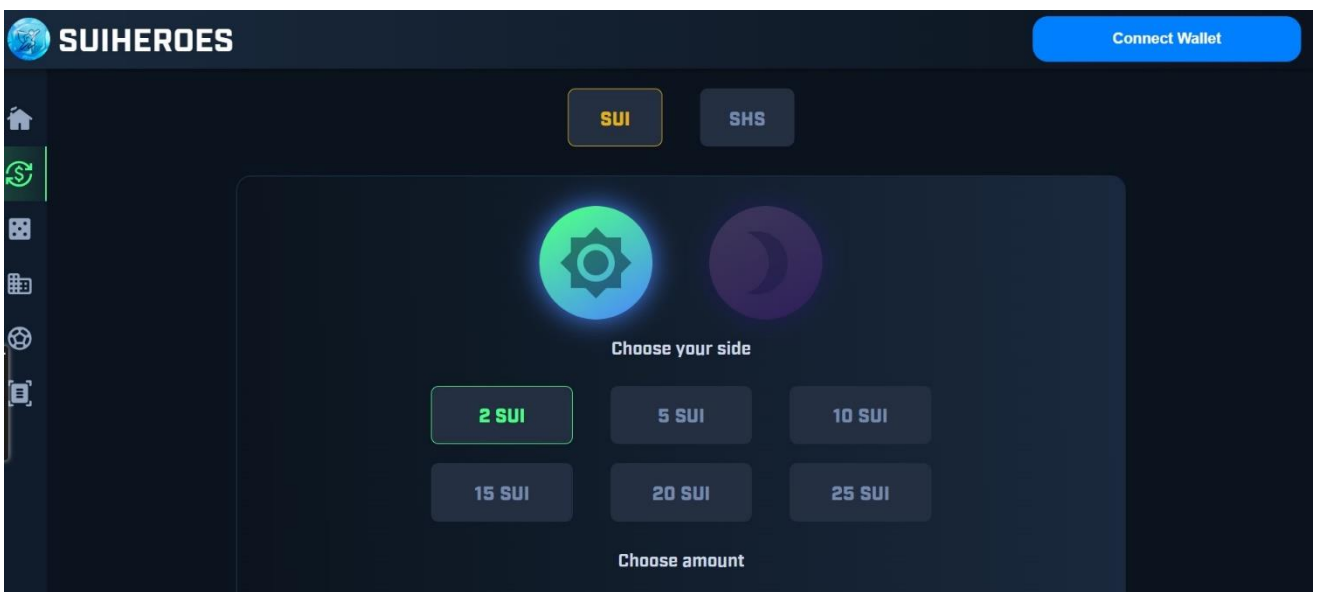 SUIHEROES
Connect Wallet
SUI SHS
Choose your side
2 SUI 5 SUI 10 SUI
15 SUI 20 SUI 25 SUI
Choose amount